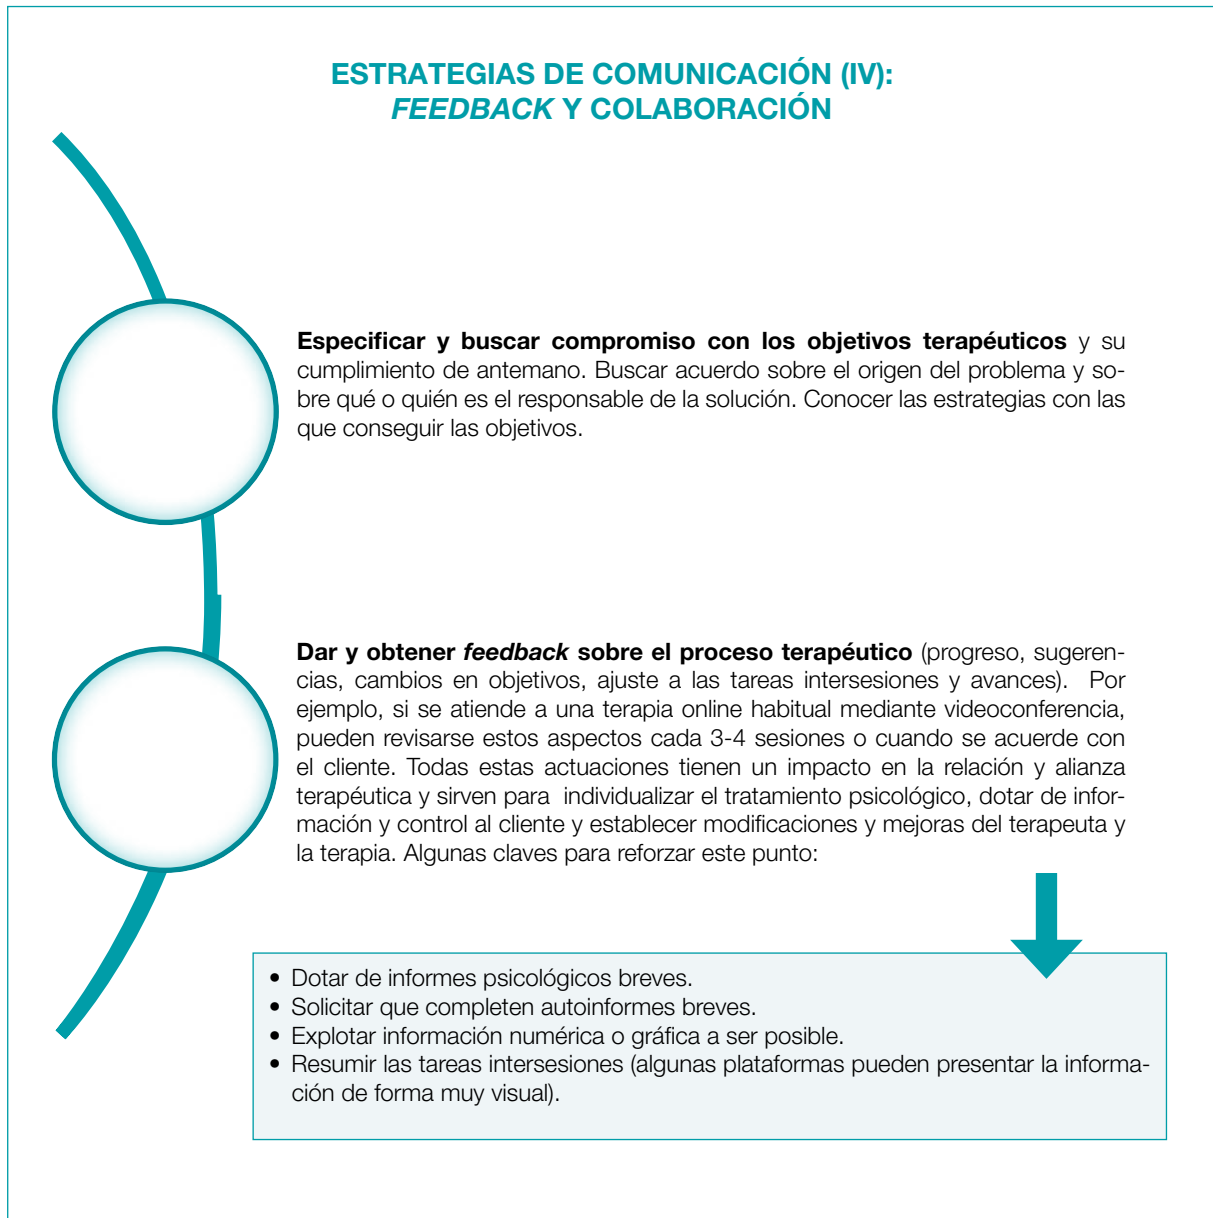 ESTRATEGIAS DE COMUNICACIÓN (IV):
FEEDBACK Y COLABORACIÓN
Especificar y buscar compromiso con los objetivos terapéuticos y su
cumplimiento de antemano. Buscar acuerdo sobre el origen del problema y so-
bre qué o quién es el responsable de la solución. Conocer las estrategias con las
que conseguir las objetivos.
Dar y obtener feedback sobre el proceso terapéutico (progreso, sugeren-
cias, cambios en objetivos, ajuste a las tareas intersesiones y avances). Por
ejemplo, si se atiende a una terapia online habitual mediante videoconferencia,
pueden revisarse estos aspectos cada 3-4 sesiones o cuando se acuerde con
el cliente. Todas estas actuaciones tienen un impacto en la relación y alianza
terapéutica y sirven para individualizar el tratamiento psicológico, dotar de infor-
mación y control al cliente y establecer modificaciones y mejoras del terapeuta y
la terapia. Algunas claves para reforzar este punto:
• Dotar de informes psicológicos breves.
• Solicitar que completen autoinformes breves.
• Explotar información numérica o gráfica a ser posible.
• Resumir las tareas intersesiones (algunas plataformas pueden presentar la informa-
ción de forma muy visual).